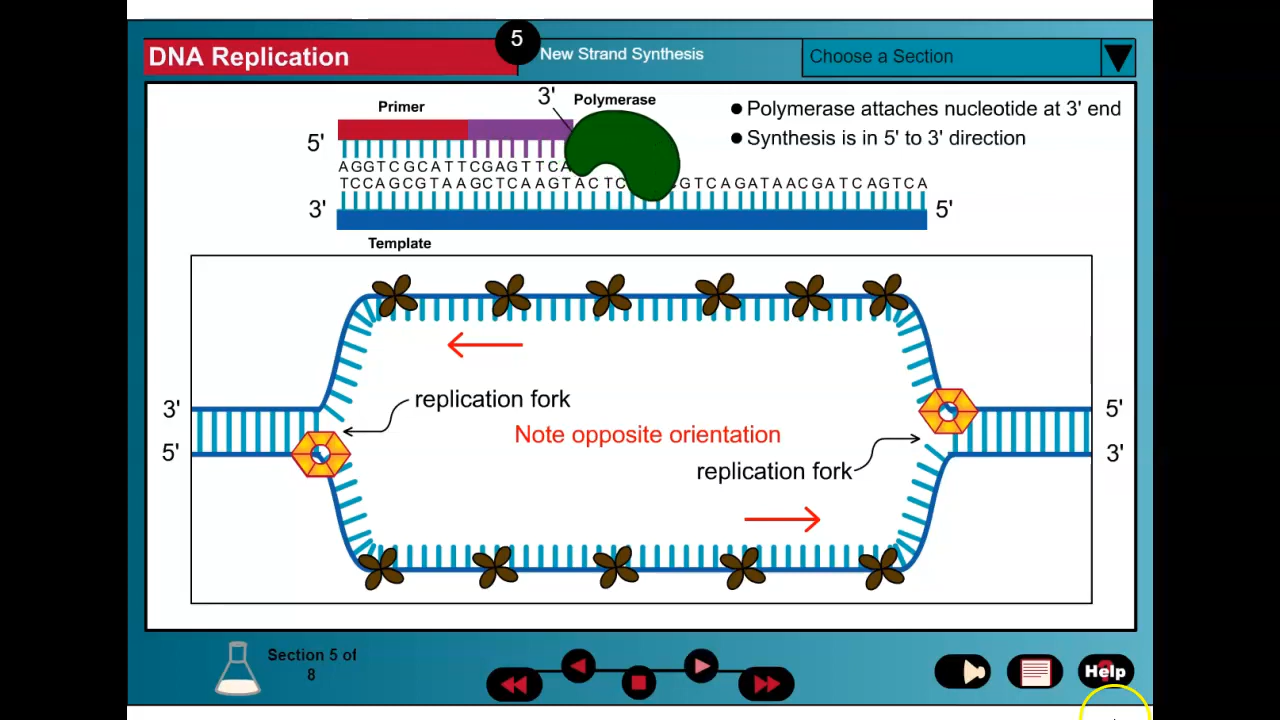 DNA Replication
5
New Strand Synthesis
Choose a Section
Primer
3'
Polymerase
● Polymerase attaches nucleotide at 3' end
● Synthesis is in 5' to 3' direction
5'
AGGTCGCATTCGAGTTCA
TCCAGCGTAAGCTCAAGTACTC GTCAGATAACGATCAGTCA
3'
5'
Template
replication fork
3'
5'
Note opposite orientation
5'
3'
replication fork
Section 5 of
8
Help